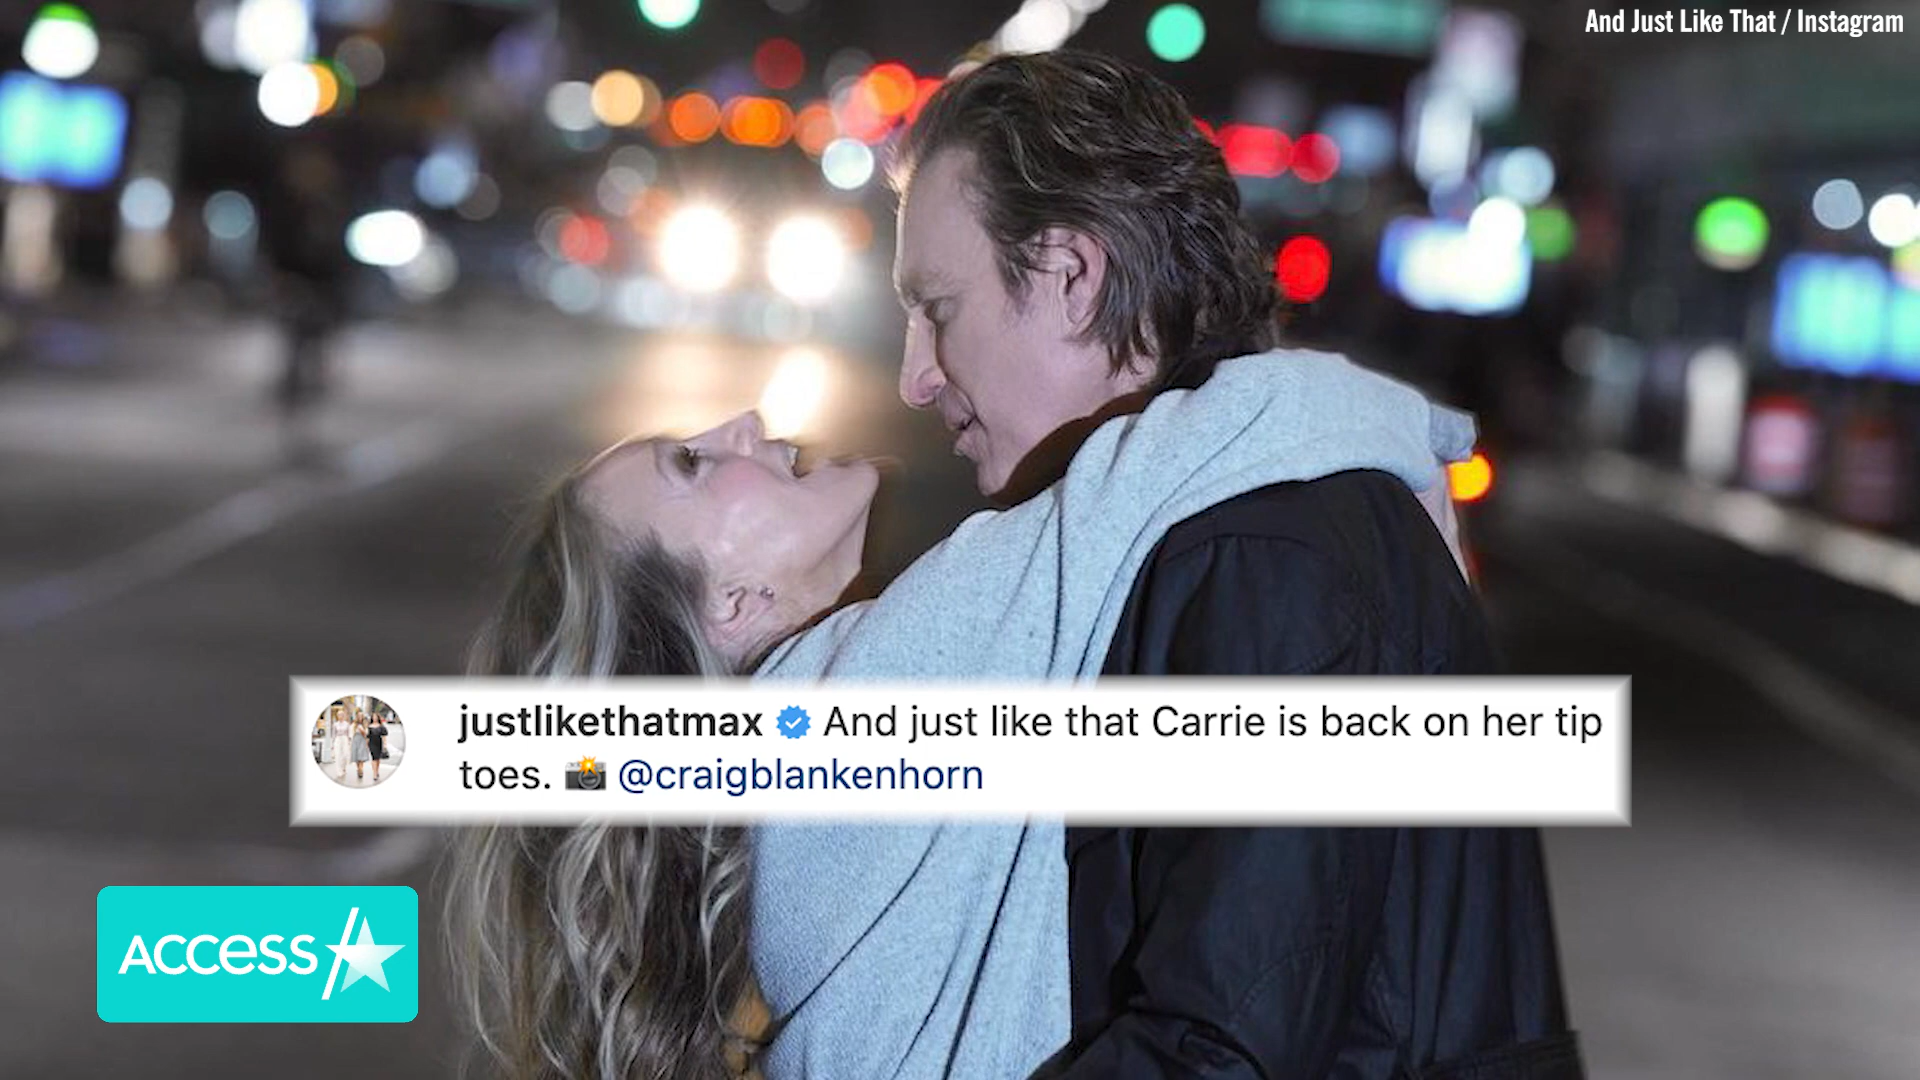 And Just Like That / Instagram
justlikethatmax And just like that Carrie is back on her tip
toes. 📸 @craigblankenhorn
ACCESS